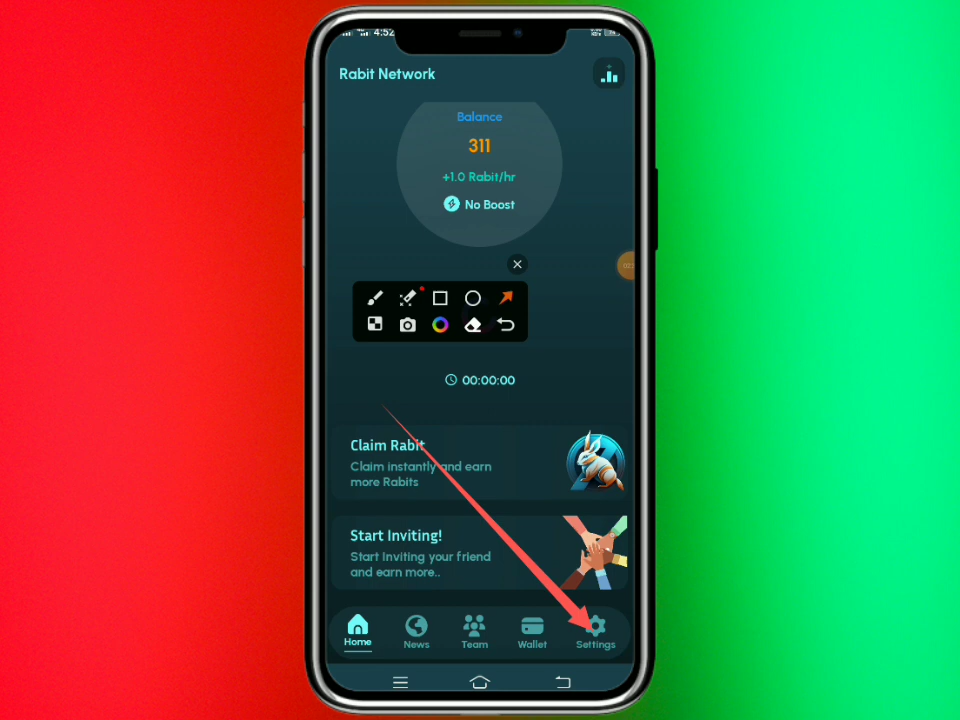 4:52
Rabit Network
Balance
311
+1.0 Rabit/hr
No Boost
00:00:00
Claim Rabit
Claim instantly and earn
more Rabits
Start Inviting!
Start Inviting your friend
and earn more..
Home
News
Team
Wallet
Settings